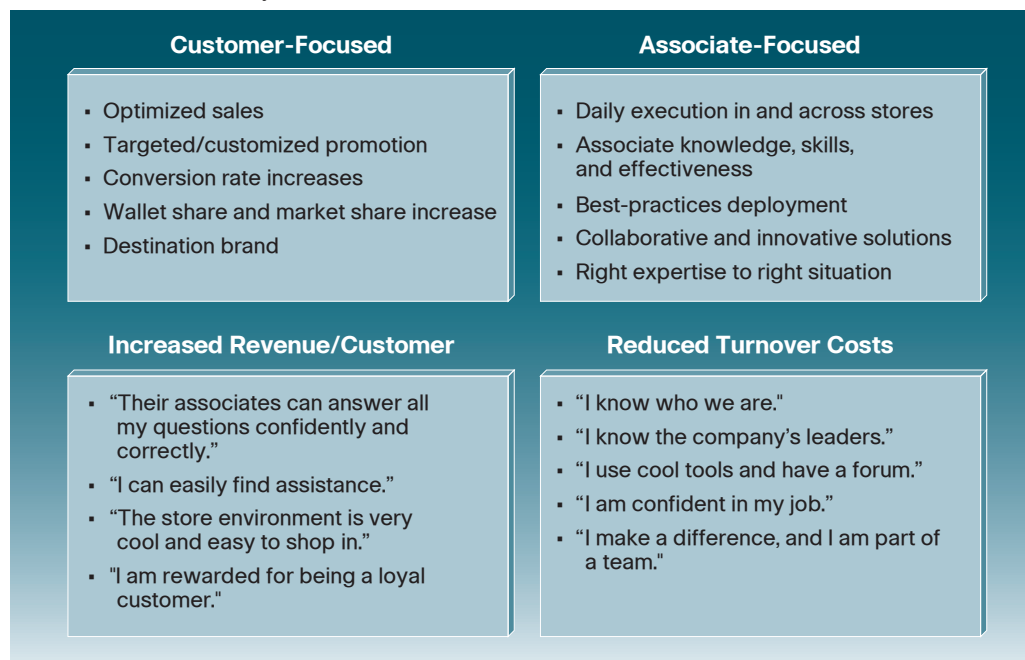 Customer-Focused
▪ Optimized sales
▪ Targeted/customized promotion
▪ Conversion rate increases
▪ Wallet share and market share increase
▪ Destination brand
Associate-Focused
▪ Daily execution in and across stores
▪ Associate knowledge, skills,
and effectiveness
▪ Best-practices deployment
▪ Collaborative and innovative solutions
▪ Right expertise to right situation
Increased Revenue/Customer
▪ “Their associates can answer all
my questions confidently and
correctly.”
▪ “I can easily find assistance.”
▪ “The store environment is very
cool and easy to shop in.”
▪ "I am rewarded for being a loyal
customer."
Reduced Turnover Costs
▪ “I know who we are."
▪ “I know the company’s leaders.”
▪ “I use cool tools and have a forum.”
▪ “I am confident in my job.”
▪ “I make a difference, and I am part of
a team."